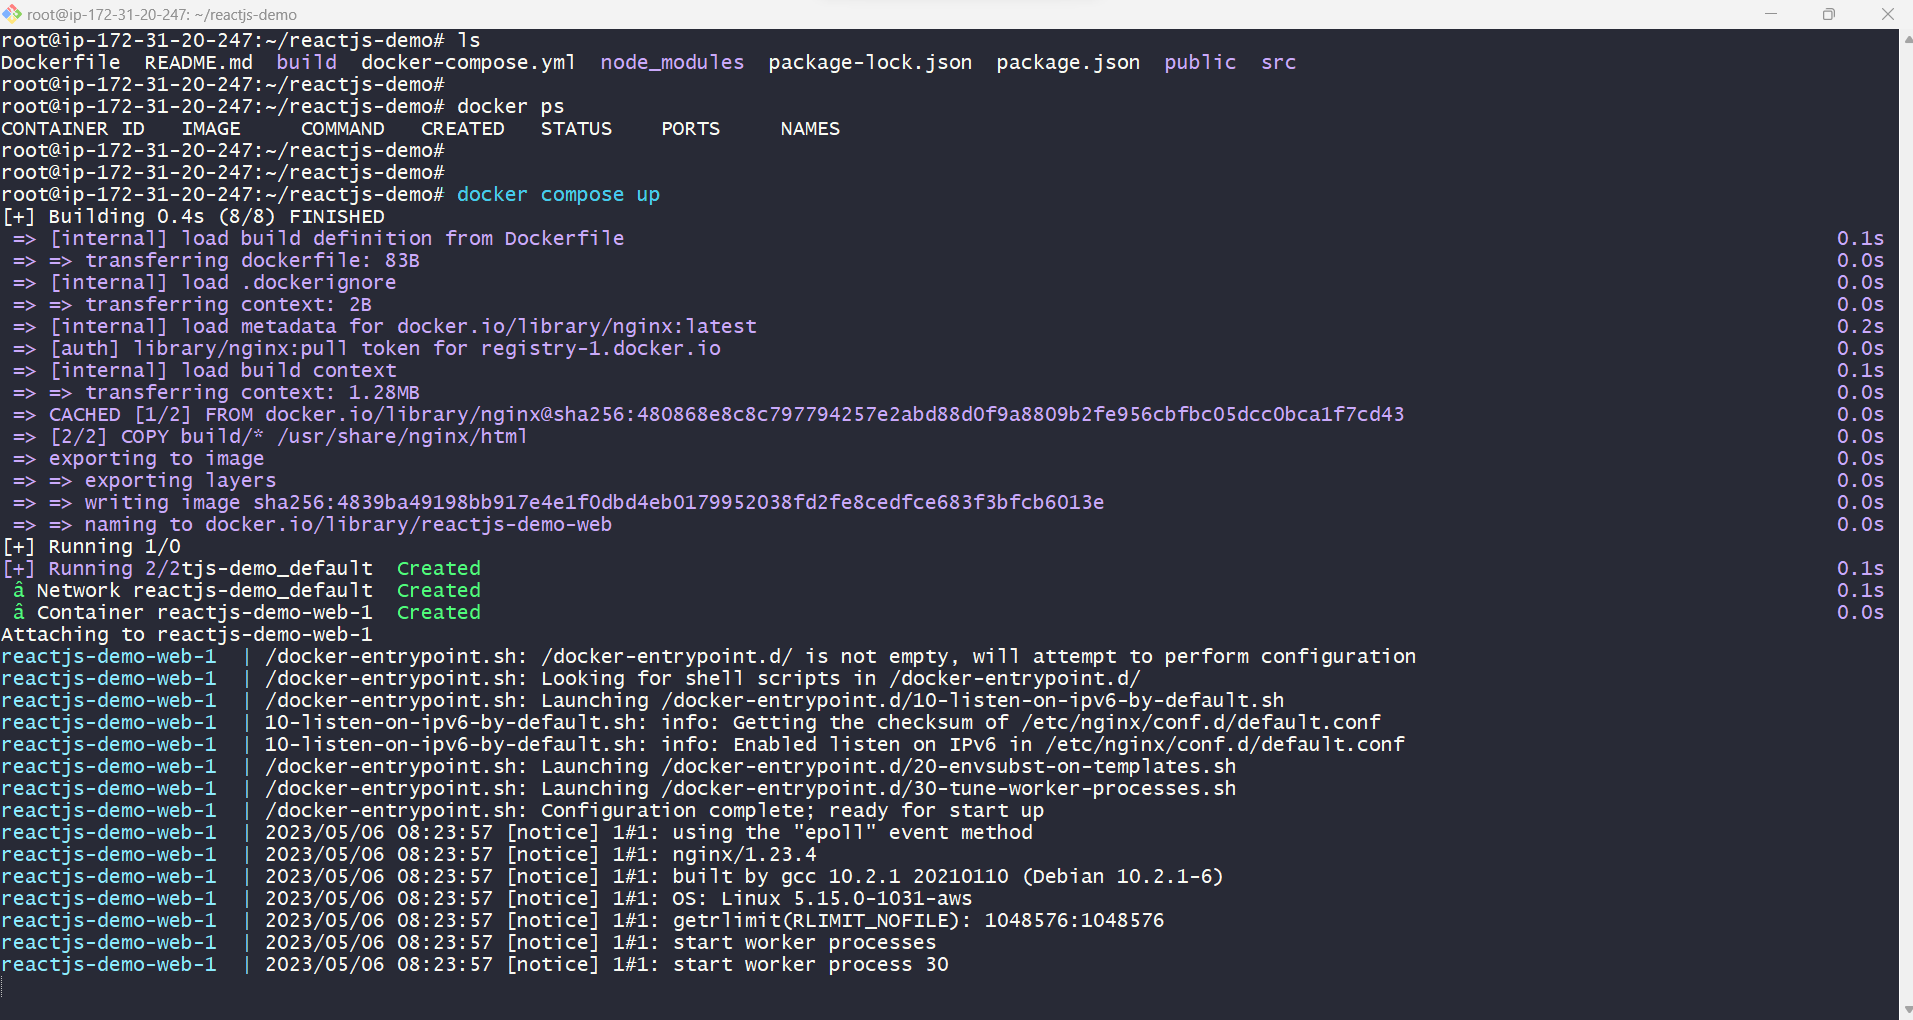 root@ip-172-31-20-247: ~/reactjs-demo
root@ip-172-31-20-247:~/reactjs-demo# ls
Dockerfile  README.md  build  docker-compose.yml  node_modules  package-lock.json  package.json  public  src
root@ip-172-31-20-247:~/reactjs-demo#
root@ip-172-31-20-247:~/reactjs-demo# docker ps
CONTAINER ID   IMAGE     COMMAND   CREATED   STATUS    PORTS     NAMES
root@ip-172-31-20-247:~/reactjs-demo#
root@ip-172-31-20-247:~/reactjs-demo#
root@ip-172-31-20-247:~/reactjs-demo# docker compose up
[+] Building 0.4s (8/8) FINISHED
 => [internal] load build definition from Dockerfile 0.1s
 => => transferring dockerfile: 83B 0.0s
 => [internal] load .dockerignore 0.0s
 => => transferring context: 2B 0.0s
 => [internal] load metadata for docker.io/library/nginx:latest 0.2s
 => [auth] library/nginx:pull token for registry-1.docker.io 0.0s
 => [internal] load build context 0.1s
 => => transferring context: 1.28MB 0.0s
 => CACHED [1/2] FROM docker.io/library/nginx@sha256:480868e8c8c797794257e2abd88d0f9a8809b2fe956cbfbc05dcc0bca1f7cd43 0.0s
 => [2/2] COPY build/* /usr/share/nginx/html 0.0s
 => exporting to image 0.0s
 => => exporting layers 0.0s
 => => writing image sha256:4839ba49198bb917e4e1f0dbd4eb0179952038fd2fe8cedfce683f3bfcb6013e 0.0s
 => => naming to docker.io/library/reactjs-demo-web 0.0s
[+] Running 1/0
[+] Running 2/2tjs-demo_default  Created 0.1s
 â Network reactjs-demo_default  Created 0.1s
 â Container reactjs-demo-web-1  Created 0.0s
Attaching to reactjs-demo-web-1
reactjs-demo-web-1  | /docker-entrypoint.sh: /docker-entrypoint.d/ is not empty, will attempt to perform configuration
reactjs-demo-web-1  | /docker-entrypoint.sh: Looking for shell scripts in /docker-entrypoint.d/
reactjs-demo-web-1  | /docker-entrypoint.sh: Launching /docker-entrypoint.d/10-listen-on-ipv6-by-default.sh
reactjs-demo-web-1  | 10-listen-on-ipv6-by-default.sh: info: Getting the checksum of /etc/nginx/conf.d/default.conf
reactjs-demo-web-1  | 10-listen-on-ipv6-by-default.sh: info: Enabled listen on IPv6 in /etc/nginx/conf.d/default.conf
reactjs-demo-web-1  | /docker-entrypoint.sh: Launching /docker-entrypoint.d/20-envsubst-on-templates.sh
reactjs-demo-web-1  | /docker-entrypoint.sh: Launching /docker-entrypoint.d/30-tune-worker-processes.sh
reactjs-demo-web-1  | /docker-entrypoint.sh: Configuration complete; ready for start up
reactjs-demo-web-1  | 2023/05/06 08:23:57 [notice] 1#1: using the "epoll" event method
reactjs-demo-web-1  | 2023/05/06 08:23:57 [notice] 1#1: nginx/1.23.4
reactjs-demo-web-1  | 2023/05/06 08:23:57 [notice] 1#1: built by gcc 10.2.1 20210110 (Debian 10.2.1-6)
reactjs-demo-web-1  | 2023/05/06 08:23:57 [notice] 1#1: OS: Linux 5.15.0-1031-aws
reactjs-demo-web-1  | 2023/05/06 08:23:57 [notice] 1#1: getrlimit(RLIMIT_NOFILE): 1048576:1048576
reactjs-demo-web-1  | 2023/05/06 08:23:57 [notice] 1#1: start worker processes
reactjs-demo-web-1  | 2023/05/06 08:23:57 [notice] 1#1: start worker process 30